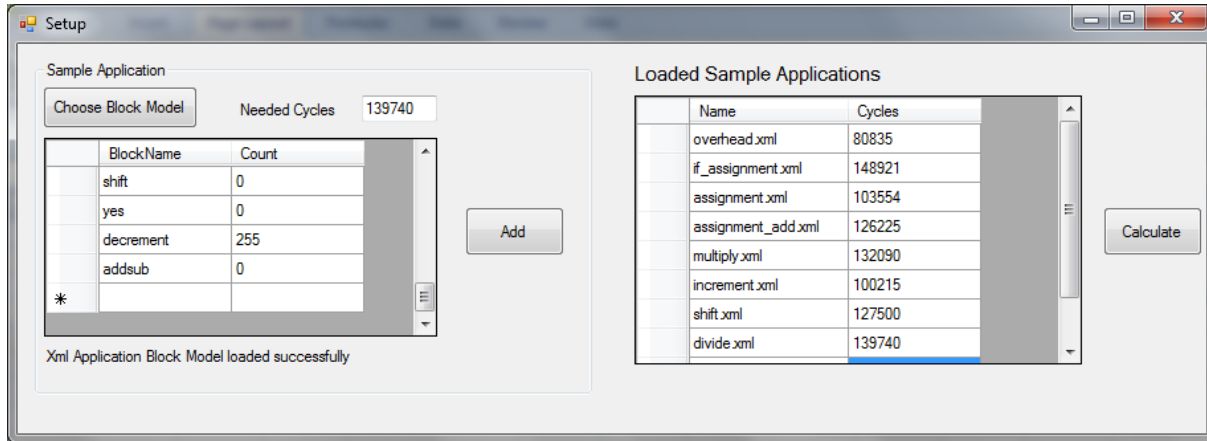 Setup
Sample Application
Choose Block Model
Needed Cycles 139740
BlockName Count
shift 0
yes 0
decrement 255
addsub 0
*
Add
Xml Application Block Model loaded successfully
Loaded Sample Applications
Name Cycles
overhead.xml 80835
if_assignment.xml 148921
assignment.xml 103554
assignment_add.xml 126225
multiply.xml 132090
increment.xml 100215
shift.xml 127500
divide.xml 139740
Calculate